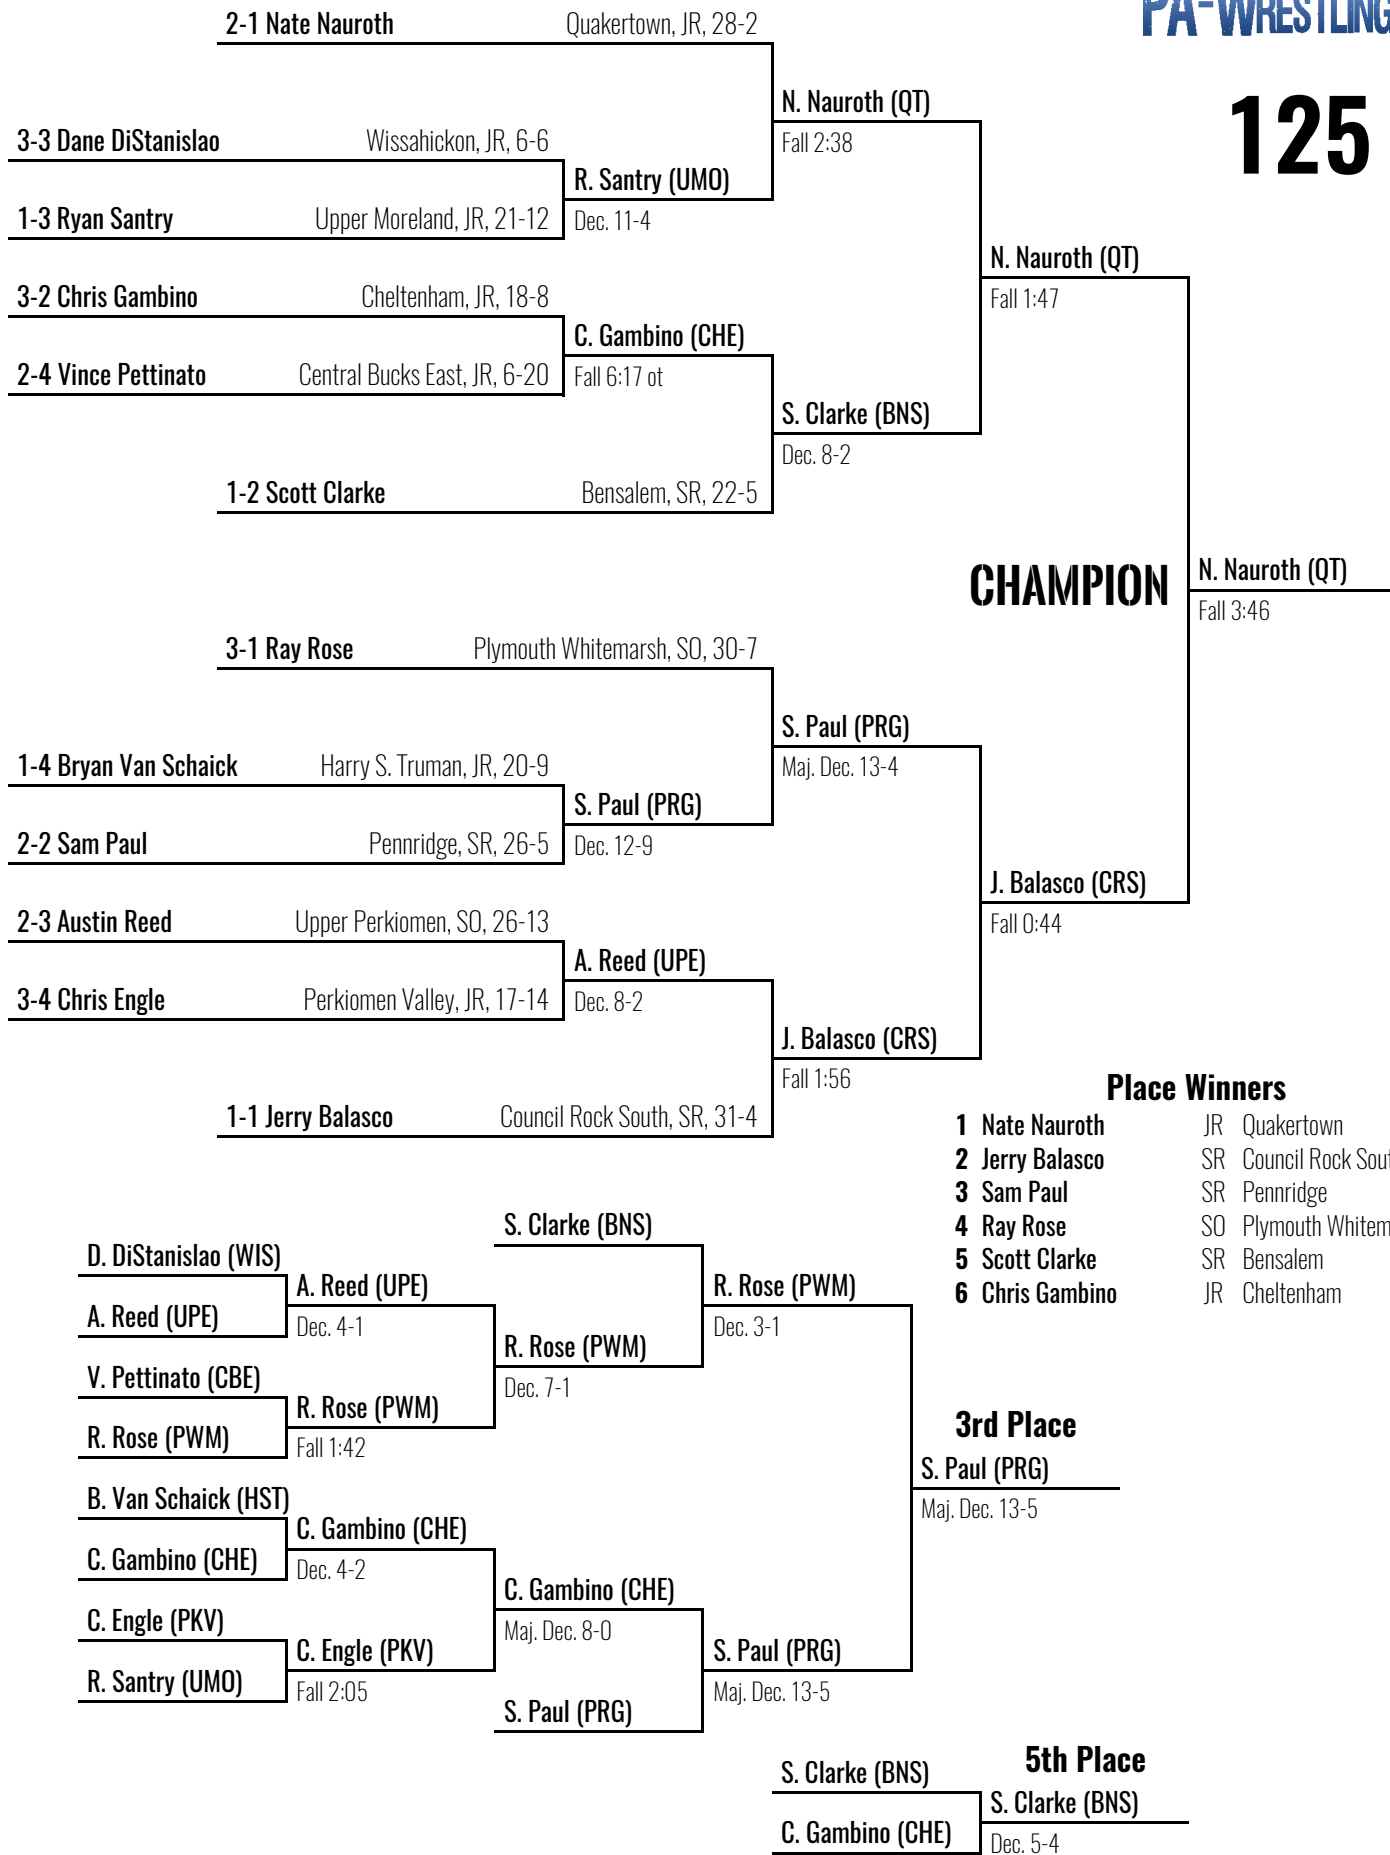 PA-WRESTLING
125
2-1 Nate Nauroth Quakertown, JR, 28-2
N. Nauroth (QT)
Fall 2:38
3-3 Dane DiStanislao Wissahickon, JR, 6-6
R. Santry (UMO)
Dec. 11-4
1-3 Ryan Santry Upper Moreland, JR, 21-12
N. Nauroth (QT)
Fall 1:47
3-2 Chris Gambino Cheltenham, JR, 18-8
C. Gambino (CHE)
Fall 6:17 ot
2-4 Vince Pettinato Central Bucks East, JR, 6-20
S. Clarke (BNS)
Dec. 8-2
1-2 Scott Clarke Bensalem, SR, 22-5
CHAMPION
N. Nauroth (QT)
Fall 3:46
3-1 Ray Rose Plymouth Whitemarsh, SO, 30-7
S. Paul (PRG)
Maj. Dec. 13-4
1-4 Bryan Van Schaick Harry S. Truman, JR, 20-9
S. Paul (PRG)
Dec. 12-9
2-2 Sam Paul Pennridge, SR, 26-5
J. Balasco (CRS)
Fall 0:44
2-3 Austin Reed Upper Perkiomen, SO, 26-13
A. Reed (UPE)
Dec. 8-2
3-4 Chris Engle Perkiomen Valley, JR, 17-14
J. Balasco (CRS)
Fall 1:56
1-1 Jerry Balasco Council Rock South, SR, 31-4
Place Winners
1 Nate Nauroth JR Quakertown
2 Jerry Balasco SR Council Rock Sout
3 Sam Paul SR Pennridge
4 Ray Rose SO Plymouth Whitem
5 Scott Clarke SR Bensalem
6 Chris Gambino JR Cheltenham
S. Clarke (BNS)
D. DiStanislao (WIS)
A. Reed (UPE)
Dec. 4-1
A. Reed (UPE)
R. Rose (PWM)
Dec. 3-1
R. Rose (PWM)
Dec. 7-1
V. Pettinato (CBE)
R. Rose (PWM)
Fall 1:42
R. Rose (PWM)
3rd Place
S. Paul (PRG)
Maj. Dec. 13-5
B. Van Schaick (HST)
C. Gambino (CHE)
Dec. 4-2
C. Gambino (CHE)
C. Gambino (CHE)
Maj. Dec. 8-0
C. Engle (PKV)
C. Engle (PKV)
Fall 2:05
R. Santry (UMO)
S. Paul (PRG)
Maj. Dec. 13-5
S. Paul (PRG)
5th Place
S. Clarke (BNS)
S. Clarke (BNS)
Dec. 5-4
C. Gambino (CHE)